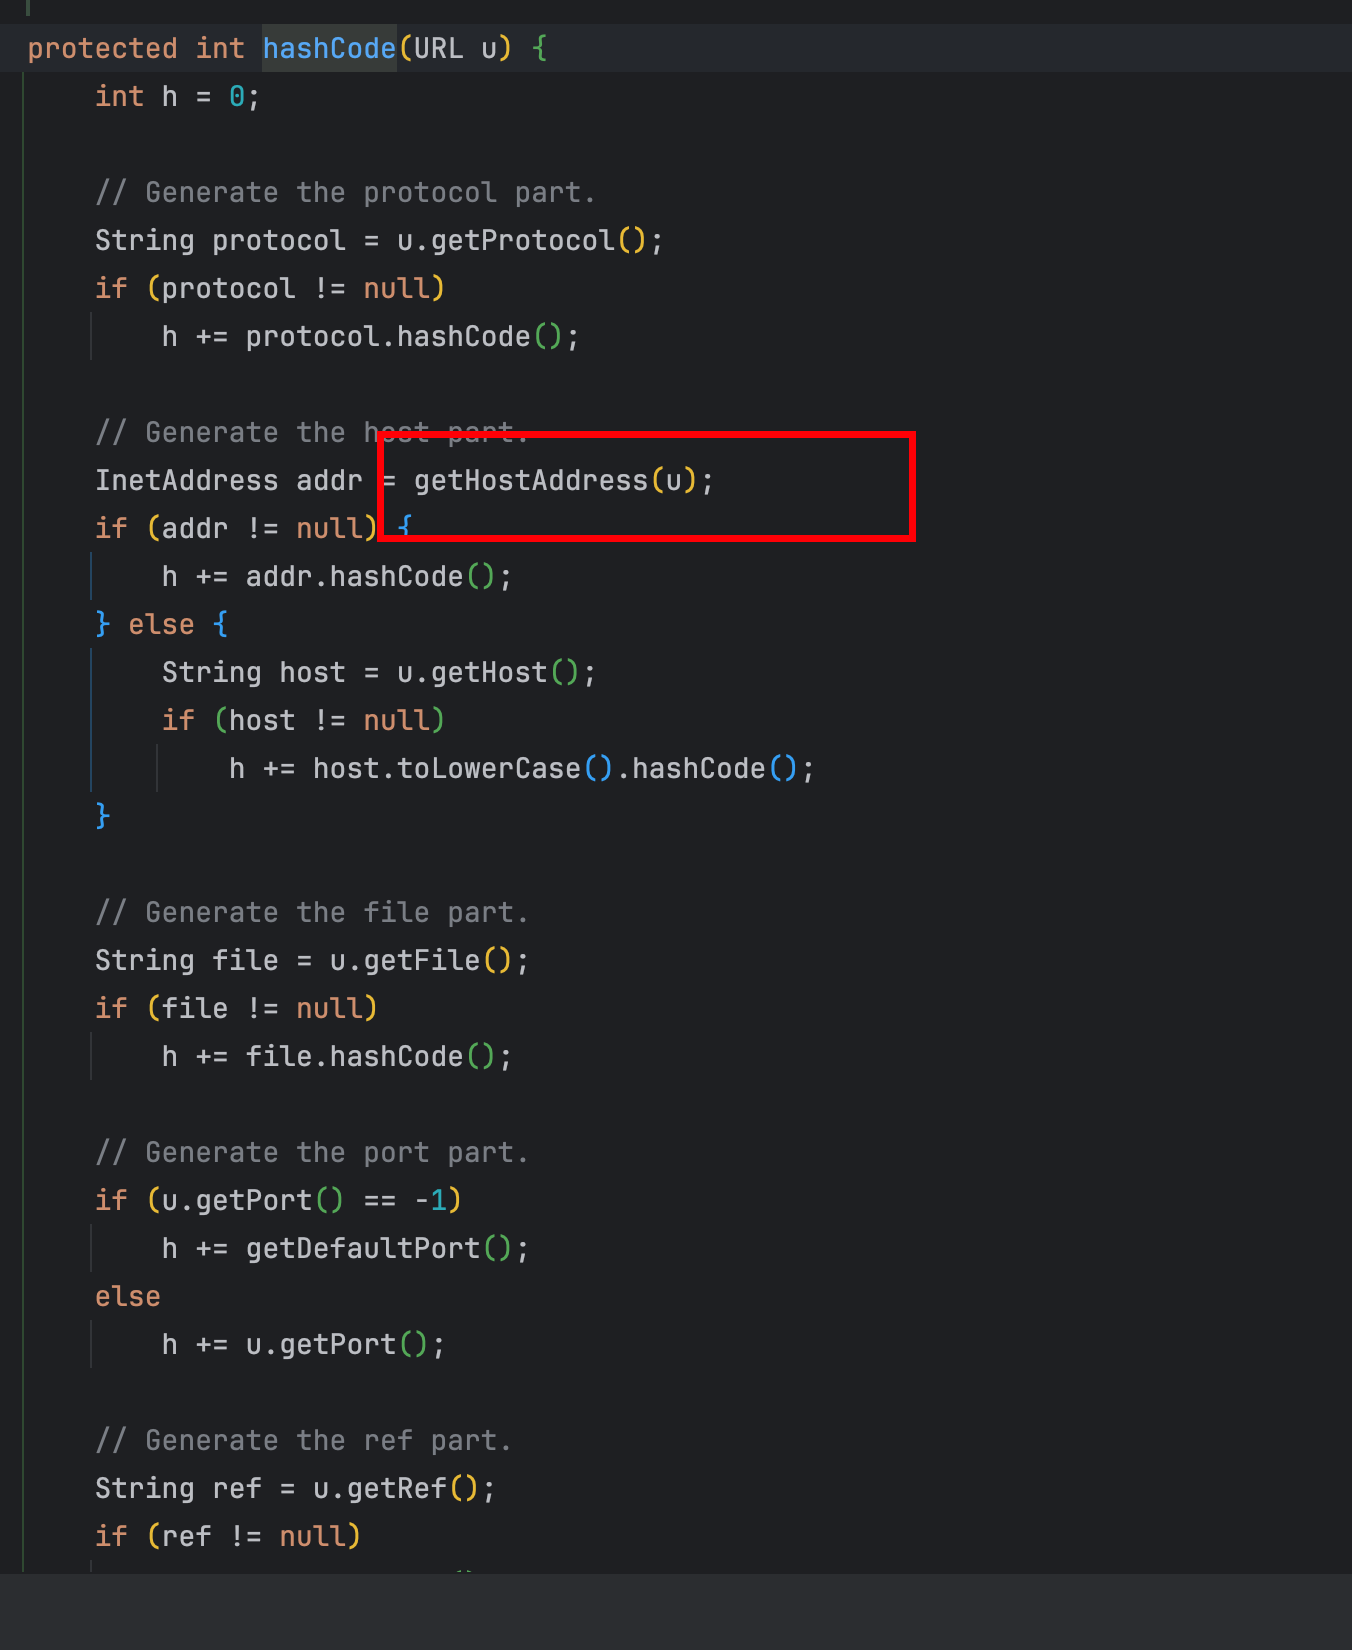 protected int hashCode(URL u) {
    int h = 0;

    // Generate the protocol part.
    String protocol = u.getProtocol();
    if (protocol != null)
        h += protocol.hashCode();

    // Generate the host part.
    InetAddress addr = getHostAddress(u);
    if (addr != null) {
        h += addr.hashCode();
    } else {
        String host = u.getHost();
        if (host != null)
            h += host.toLowerCase().hashCode();
    }

    // Generate the file part.
    String file = u.getFile();
    if (file != null)
        h += file.hashCode();

    // Generate the port part.
    if (u.getPort() == -1)
        h += getDefaultPort();
    else
        h += u.getPort();

    // Generate the ref part.
    String ref = u.getRef();
    if (ref != null)